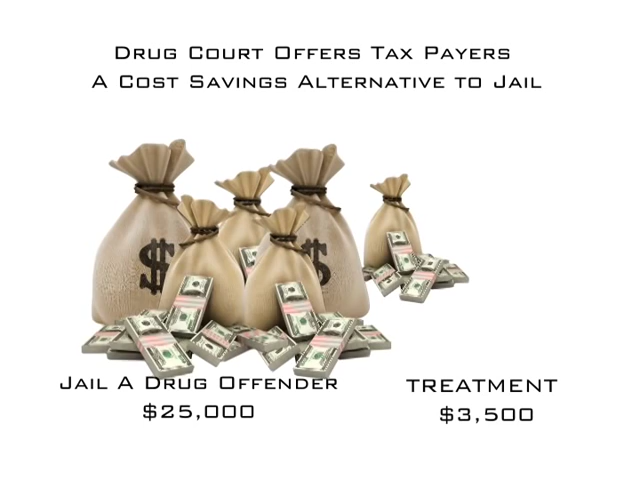 Drug Court Offers Tax Payers
A Cost Savings Alternative to Jail
$
$
Jail A Drug Offender
$25,000
TREATMENT
$3,500